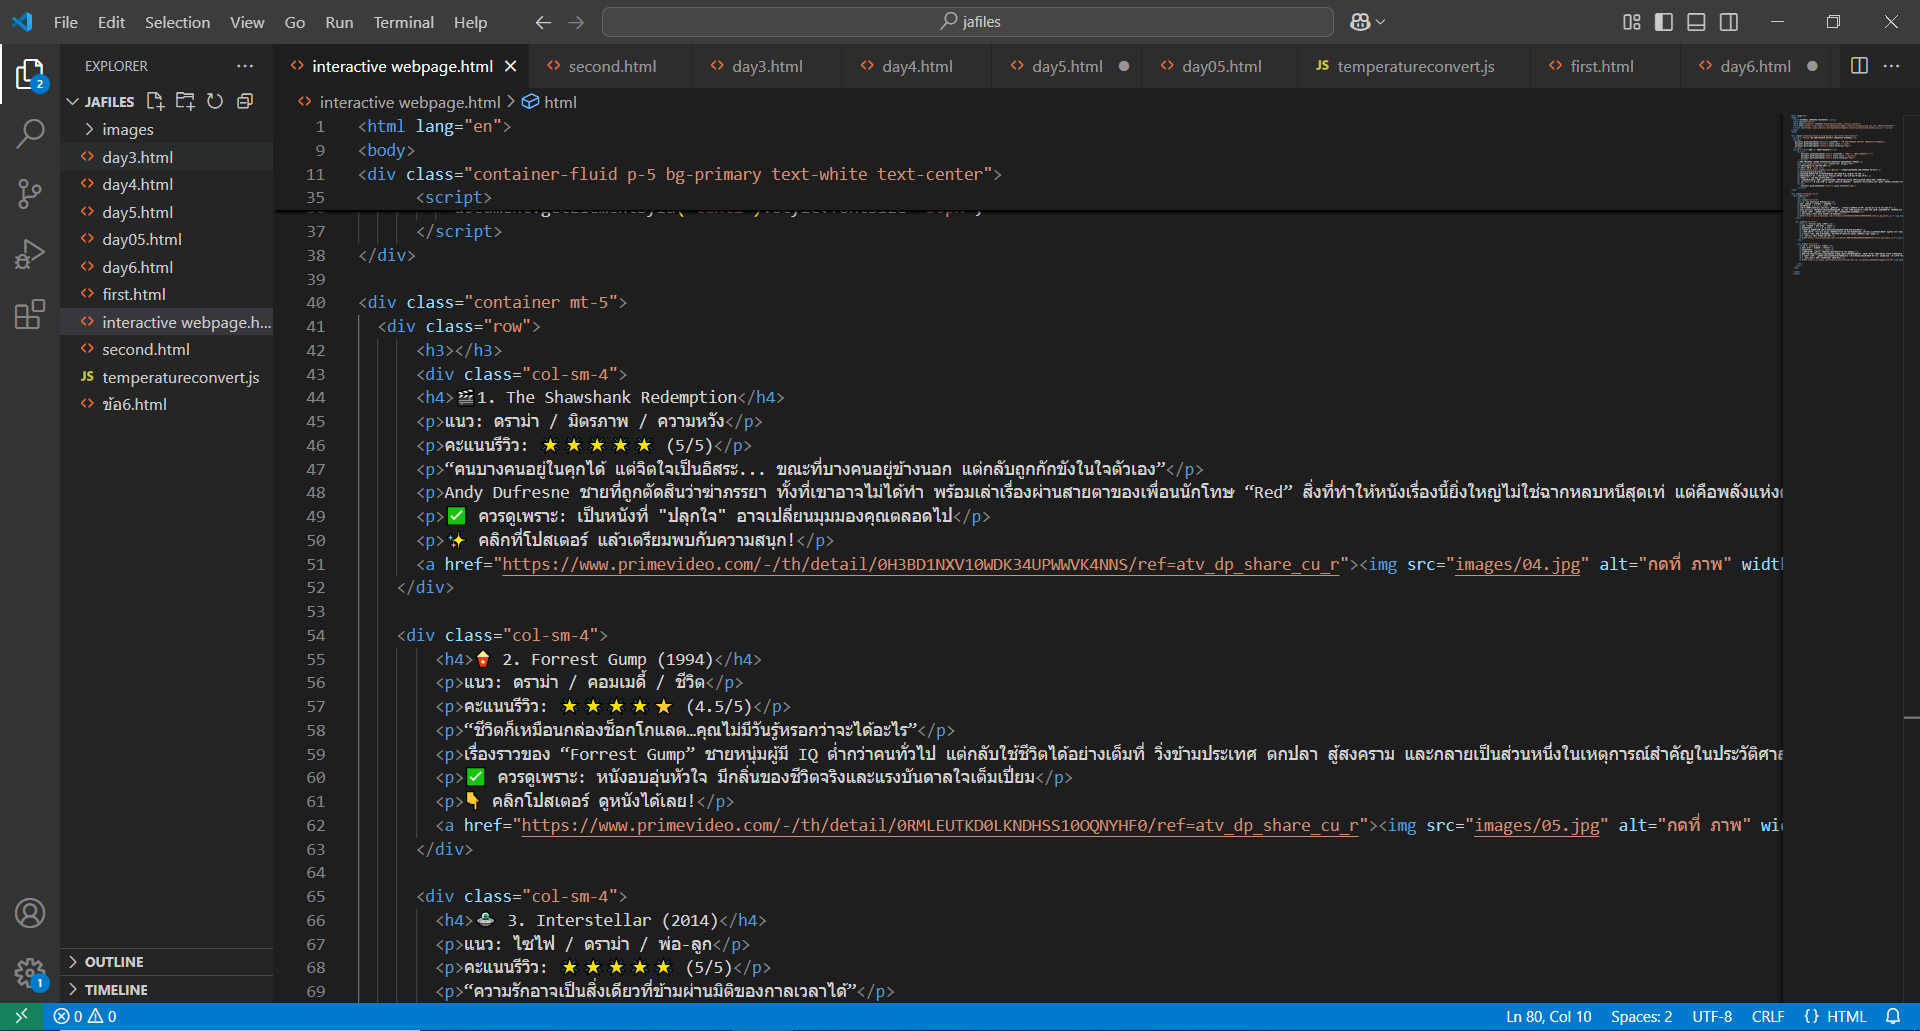 File Edit Selection View Go Run Terminal Help
jafiles
EXPLORER
JAFILES
images
day3.html
day4.html
day5.html
day05.html
day6.html
first.html
interactive webpage.h...
second.html
JS temperatureconvert.js
ข้อ6.html
OUTLINE
TIMELINE
2
1
interactive webpage.html second.html day3.html day4.html day5.html day05.html JS temperatureconvert.js first.html day6.html
interactive webpage.html > html
1 <html lang="en">
9 <body>
11 <div class="container-fluid p-5 bg-primary text-white text-center">
35 <script>
37 </script>
38 </div>
39
40 <div class="container mt-5">
41 <div class="row">
42 <h3></h3>
43 <div class="col-sm-4">
44 <h4>🎬1. The Shawshank Redemption</h4>
45 <p>แนว: ดราม่า / มิตรภาพ / ความหวัง</p>
46 <p>คะแนนรีวิว: 🌟🌟🌟🌟🌟 (5/5)</p>
47 <p>“คนบางคนอยู่ในคุกได้ แต่จิตใจเป็นอิสระ... ขณะที่บางคนอยู่ข้างนอก แต่กลับถูกกักขังในใจตัวเอง”</p>
48 <p>Andy Dufresne ชายที่ถูกตัดสินว่าฆ่าภรรยา ทั้งที่เขาอาจไม่ได้ทำ พร้อมเล่าเรื่องผ่านสายตาของเพื่อนนักโทษ “Red” สิ่งที่ทำให้หนังเรื่องนี้ยิ่งใหญ่ไม่ใช่ฉากหลบหนีสุดเท่ แต่คือพลังแห่ง
49 <p>✅ ควรดูเพราะ: เป็นหนังที่ "ปลุกใจ" อาจเปลี่ยนมุมมองคุณตลอดไป</p>
50 <p>✨ คลิกที่โปสเตอร์ แล้วเตรียมพบกับความสนุก!</p>
51 <a href="https://www.primevideo.com/-/th/detail/0H3BD1NXV10WDK34UPWWVK4NNS/ref=atv_dp_share_cu_r"><img src="images/04.jpg" alt="กดที่ ภาพ" widt
52 </div>
53
54 <div class="col-sm-4">
55 <h4>🍿 2. Forrest Gump (1994)</h4>
56 <p>แนว: ดราม่า / คอมเมดี้ / ชีวิต</p>
57 <p>คะแนนรีวิว: 🌟🌟🌟🌟⭐ (4.5/5)</p>
58 <p>“ชีวิตก็เหมือนกล่องช็อกโกแลต…คุณไม่มีวันรู้หรอกว่าจะได้อะไร”</p>
59 <p>เรื่องราวของ “Forrest Gump” ชายหนุ่มผู้มี IQ ต่ำกว่าคนทั่วไป แต่กลับใช้ชีวิตได้อย่างเต็มที่ วิ่งข้ามประเทศ ตกปลา สู้สงคราม และกลายเป็นส่วนหนึ่งในเหตุการณ์สำคัญในประวัติศา
60 <p>✅ ควรดูเพราะ: หนังอบอุ่นหัวใจ มีกลิ่นของชีวิตจริงและแรงบันดาลใจเต็มเปี่ยม</p>
61 <p>👇 คลิกโปสเตอร์ ดูหนังได้เลย!</p>
62 <a href="https://www.primevideo.com/-/th/detail/0RMLEUTKD0LKNDHSS10OQNYHF0/ref=atv_dp_share_cu_r"><img src="images/05.jpg" alt="กดที่ ภาพ" wi
63 </div>
64
65 <div class="col-sm-4">
66 <h4>🛸 3. Interstellar (2014)</h4>
67 <p>แนว: ไซไฟ / ดราม่า / พ่อ-ลูก</p>
68 <p>คะแนนรีวิว: 🌟🌟🌟🌟🌟 (5/5)</p>
69 <p>“ความรักอาจเป็นสิ่งเดียวที่ข้ามผ่านมิติของกาลเวลาได้”</p>
0 0 Ln 80, Col 10 Spaces: 2 UTF-8 CRLF {} HTML